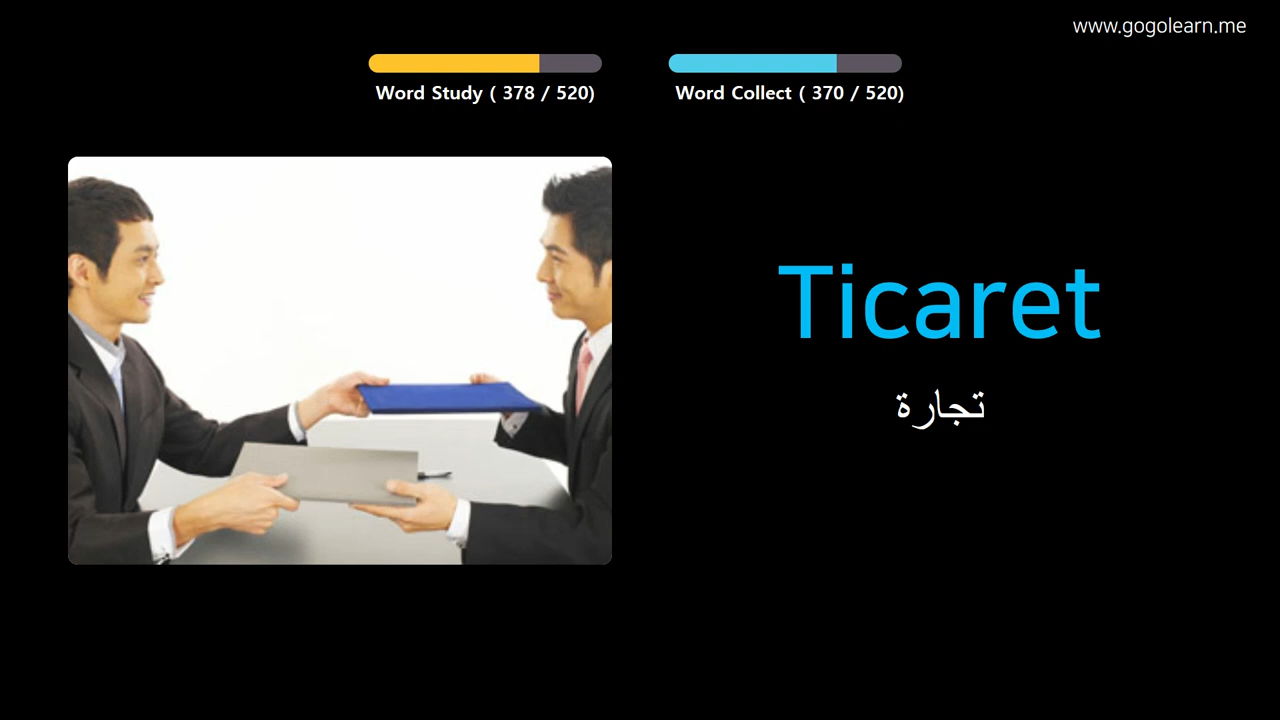 www.gogolearn.me
Word Study ( 378 / 520)
Word Collect ( 370 / 520)
Ticaret
تجارة